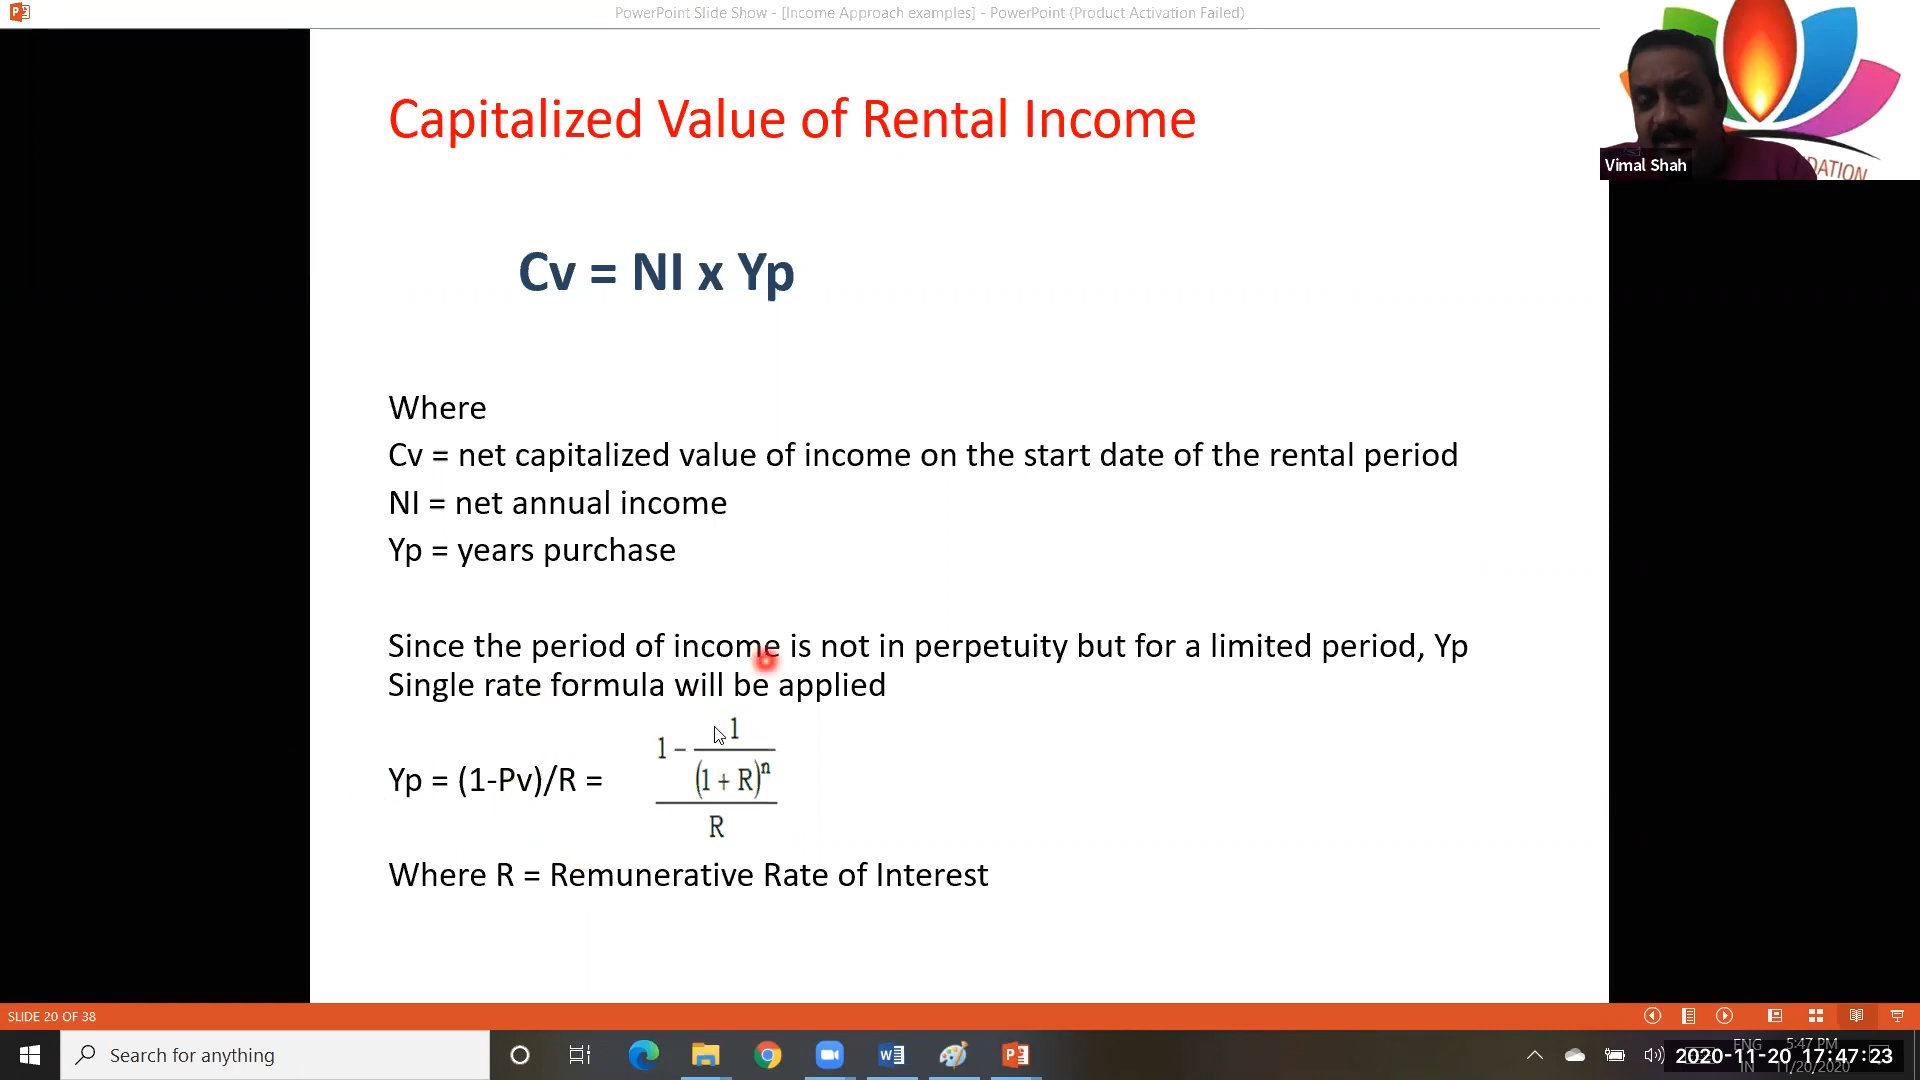 PowerPoint Slide Show - [Income Approach examples] - PowerPoint (Product Activation Failed)
Capitalized Value of Rental Income
Vimal Shah
DATION
Cv = NI x Yp
Where
Cv = net capitalized value of income on the start date of the rental period
NI = net annual income
Yp = years purchase
Since the period of income is not in perpetuity but for a limited period, Yp
Single rate formula will be applied
Yp = (1-Pv)/R =
1 - 1
(1 + R)^n
R
Where R = Remunerative Rate of Interest
SLIDE 20 OF 38
Search for anything
ENG
IN
5:47 PM
11/20/2020
2020-11-20 17:47:23